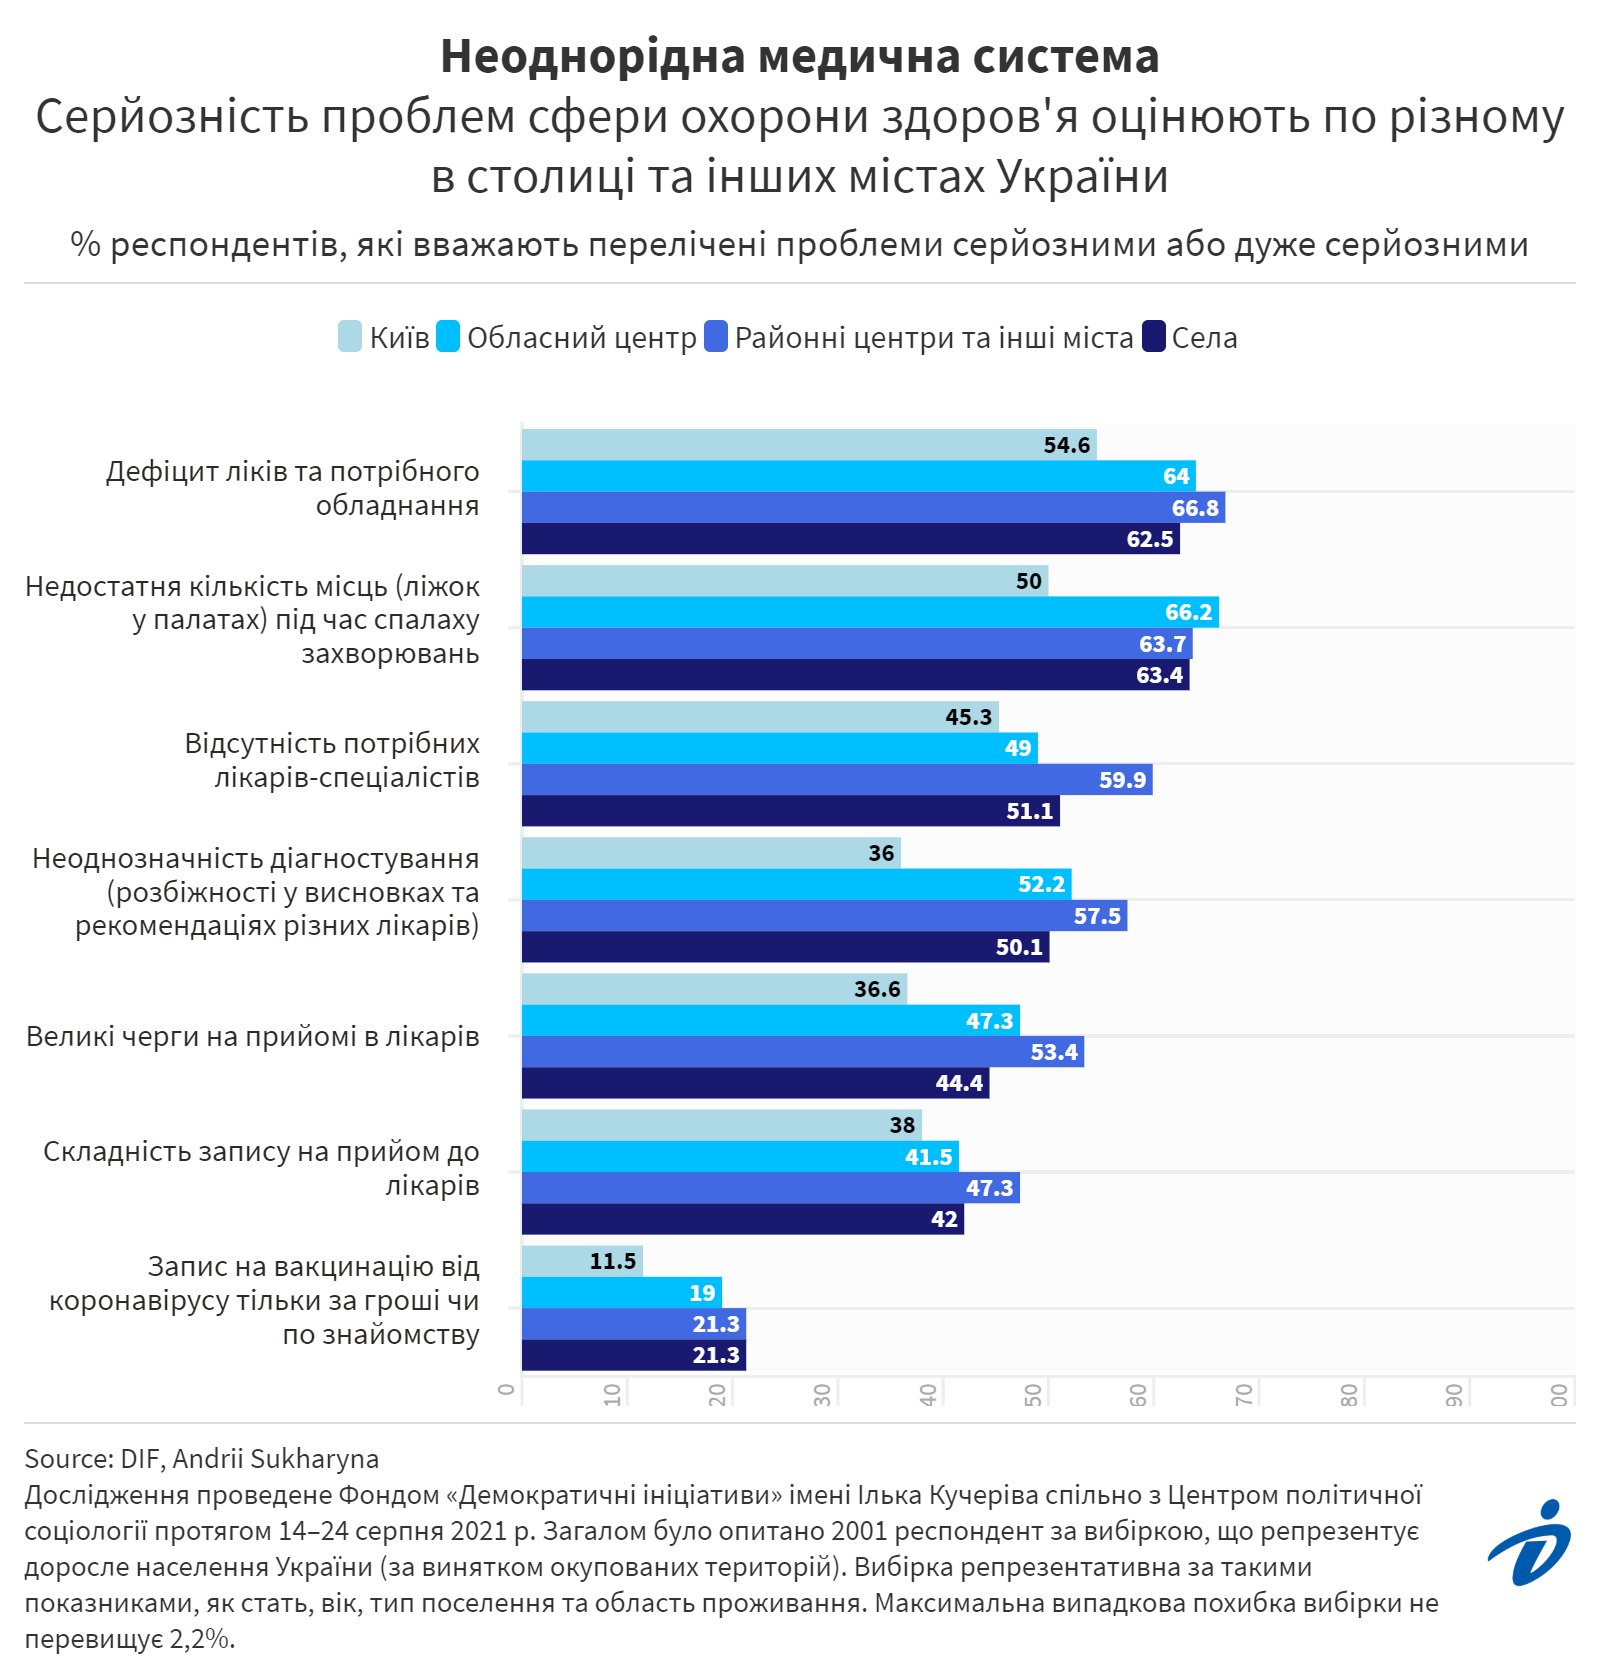 Неоднорідна медична система
Серйозність проблем сфери охорони здоров'я оцінюють по різному
в столиці та інших містах України
% респондентів, які вважають перелічені проблеми серйозними або дуже серйозними
Київ Обласний центр Районні центри та інші міста Села
Дефіцит ліків та потрібного
обладнання
54.6
64
66.8
62.5
Недостатня кількість місць (ліжок
у палатах) під час спалаху
захворювань
50
66.2
63.7
63.4
Відсутність потрібних
лікарів-спеціалістів
45.3
49
59.9
51.1
Неоднозначність діагностування
(розбіжності у висновках та
рекомендаціях різних лікарів)
36
52.2
57.5
50.1
Великі черги на прийомі в лікарів
36.6
47.3
53.4
44.4
Складність запису на прийом до
лікарів
38
41.5
47.3
42
Запис на вакцинацію від
коронавірусу тільки за гроші чи
по знайомству
11.5
19
21.3
21.3
0 10 20 30 40 50 60 70 80 90 00
Source: DIF, Andrii Sukharyna
Дослідження проведене Фондом «Демократичні ініціативи» імені Ілька Кучеріва спільно з Центром політичної
соціології протягом 14–24 серпня 2021 р. Загалом було опитано 2001 респондент за вибіркою, що репрезентує
доросле населення України (за винятком окупованих територій). Вибірка репрезентативна за такими
показниками, як стать, вік, тип поселення та область проживання. Максимальна випадкова похибка вибірки не
перевищує 2,2%.